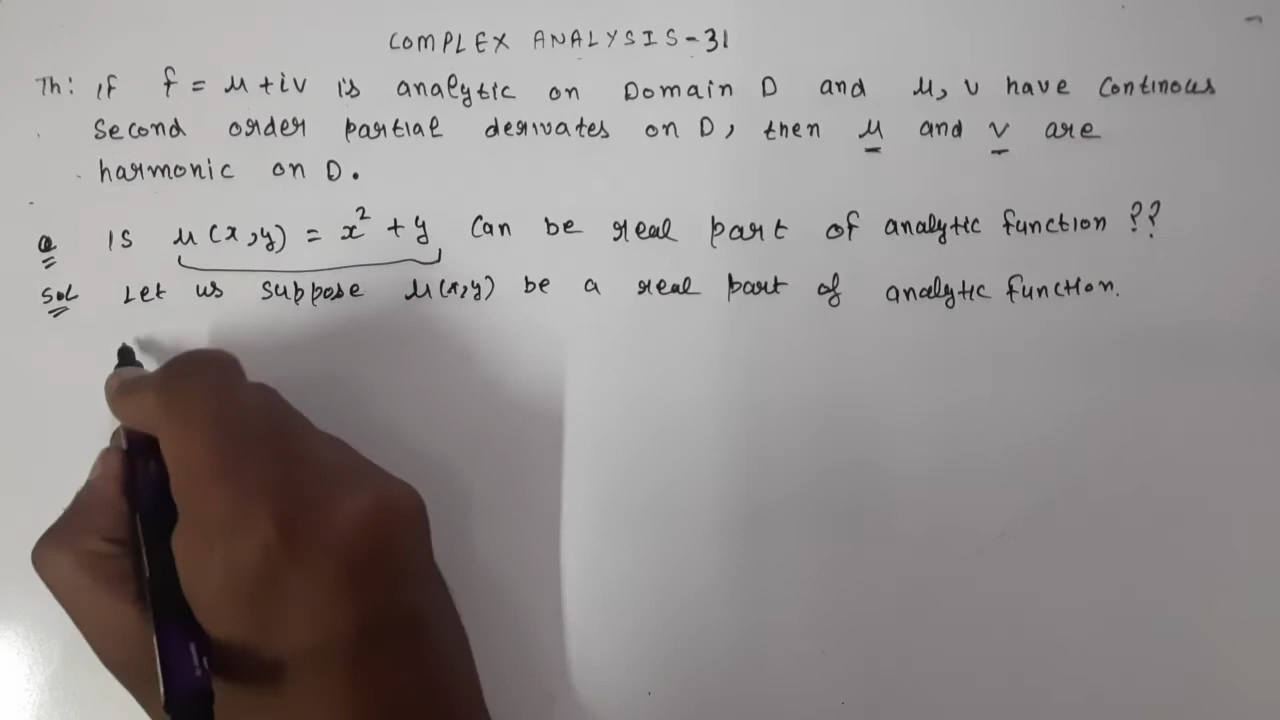 COMPLEX ANALYSIS-31
Th: If f = u + iv is analytic on Domain D and u, v have Continous
Second order partial derivates on D, then u and v are
harmonic on D.
Q Is u(x,y) = x² + y Can be real part of analytic function ??
Sol Let us suppose u(x,y) be a real part of analytic function.